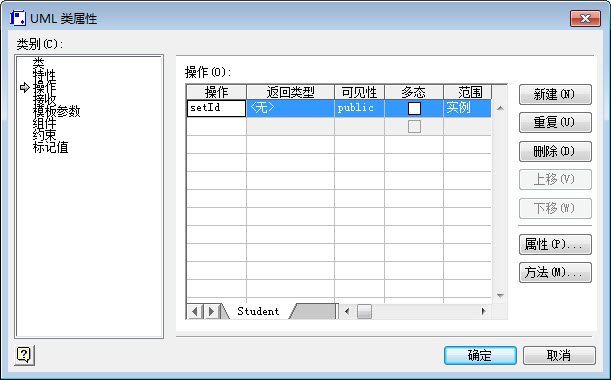 UML 类属性
类别(C):
类
特性
操作
接收
模板参数
组件
约束
标记值
操作(O):
操作 返回类型 可见性 多态 范围
setId <无> public 实例
Student
新建(N)
重复(U)
删除(D)
上移(V)
下移(W)
属性(P)...
方法(M)...
确定
取消